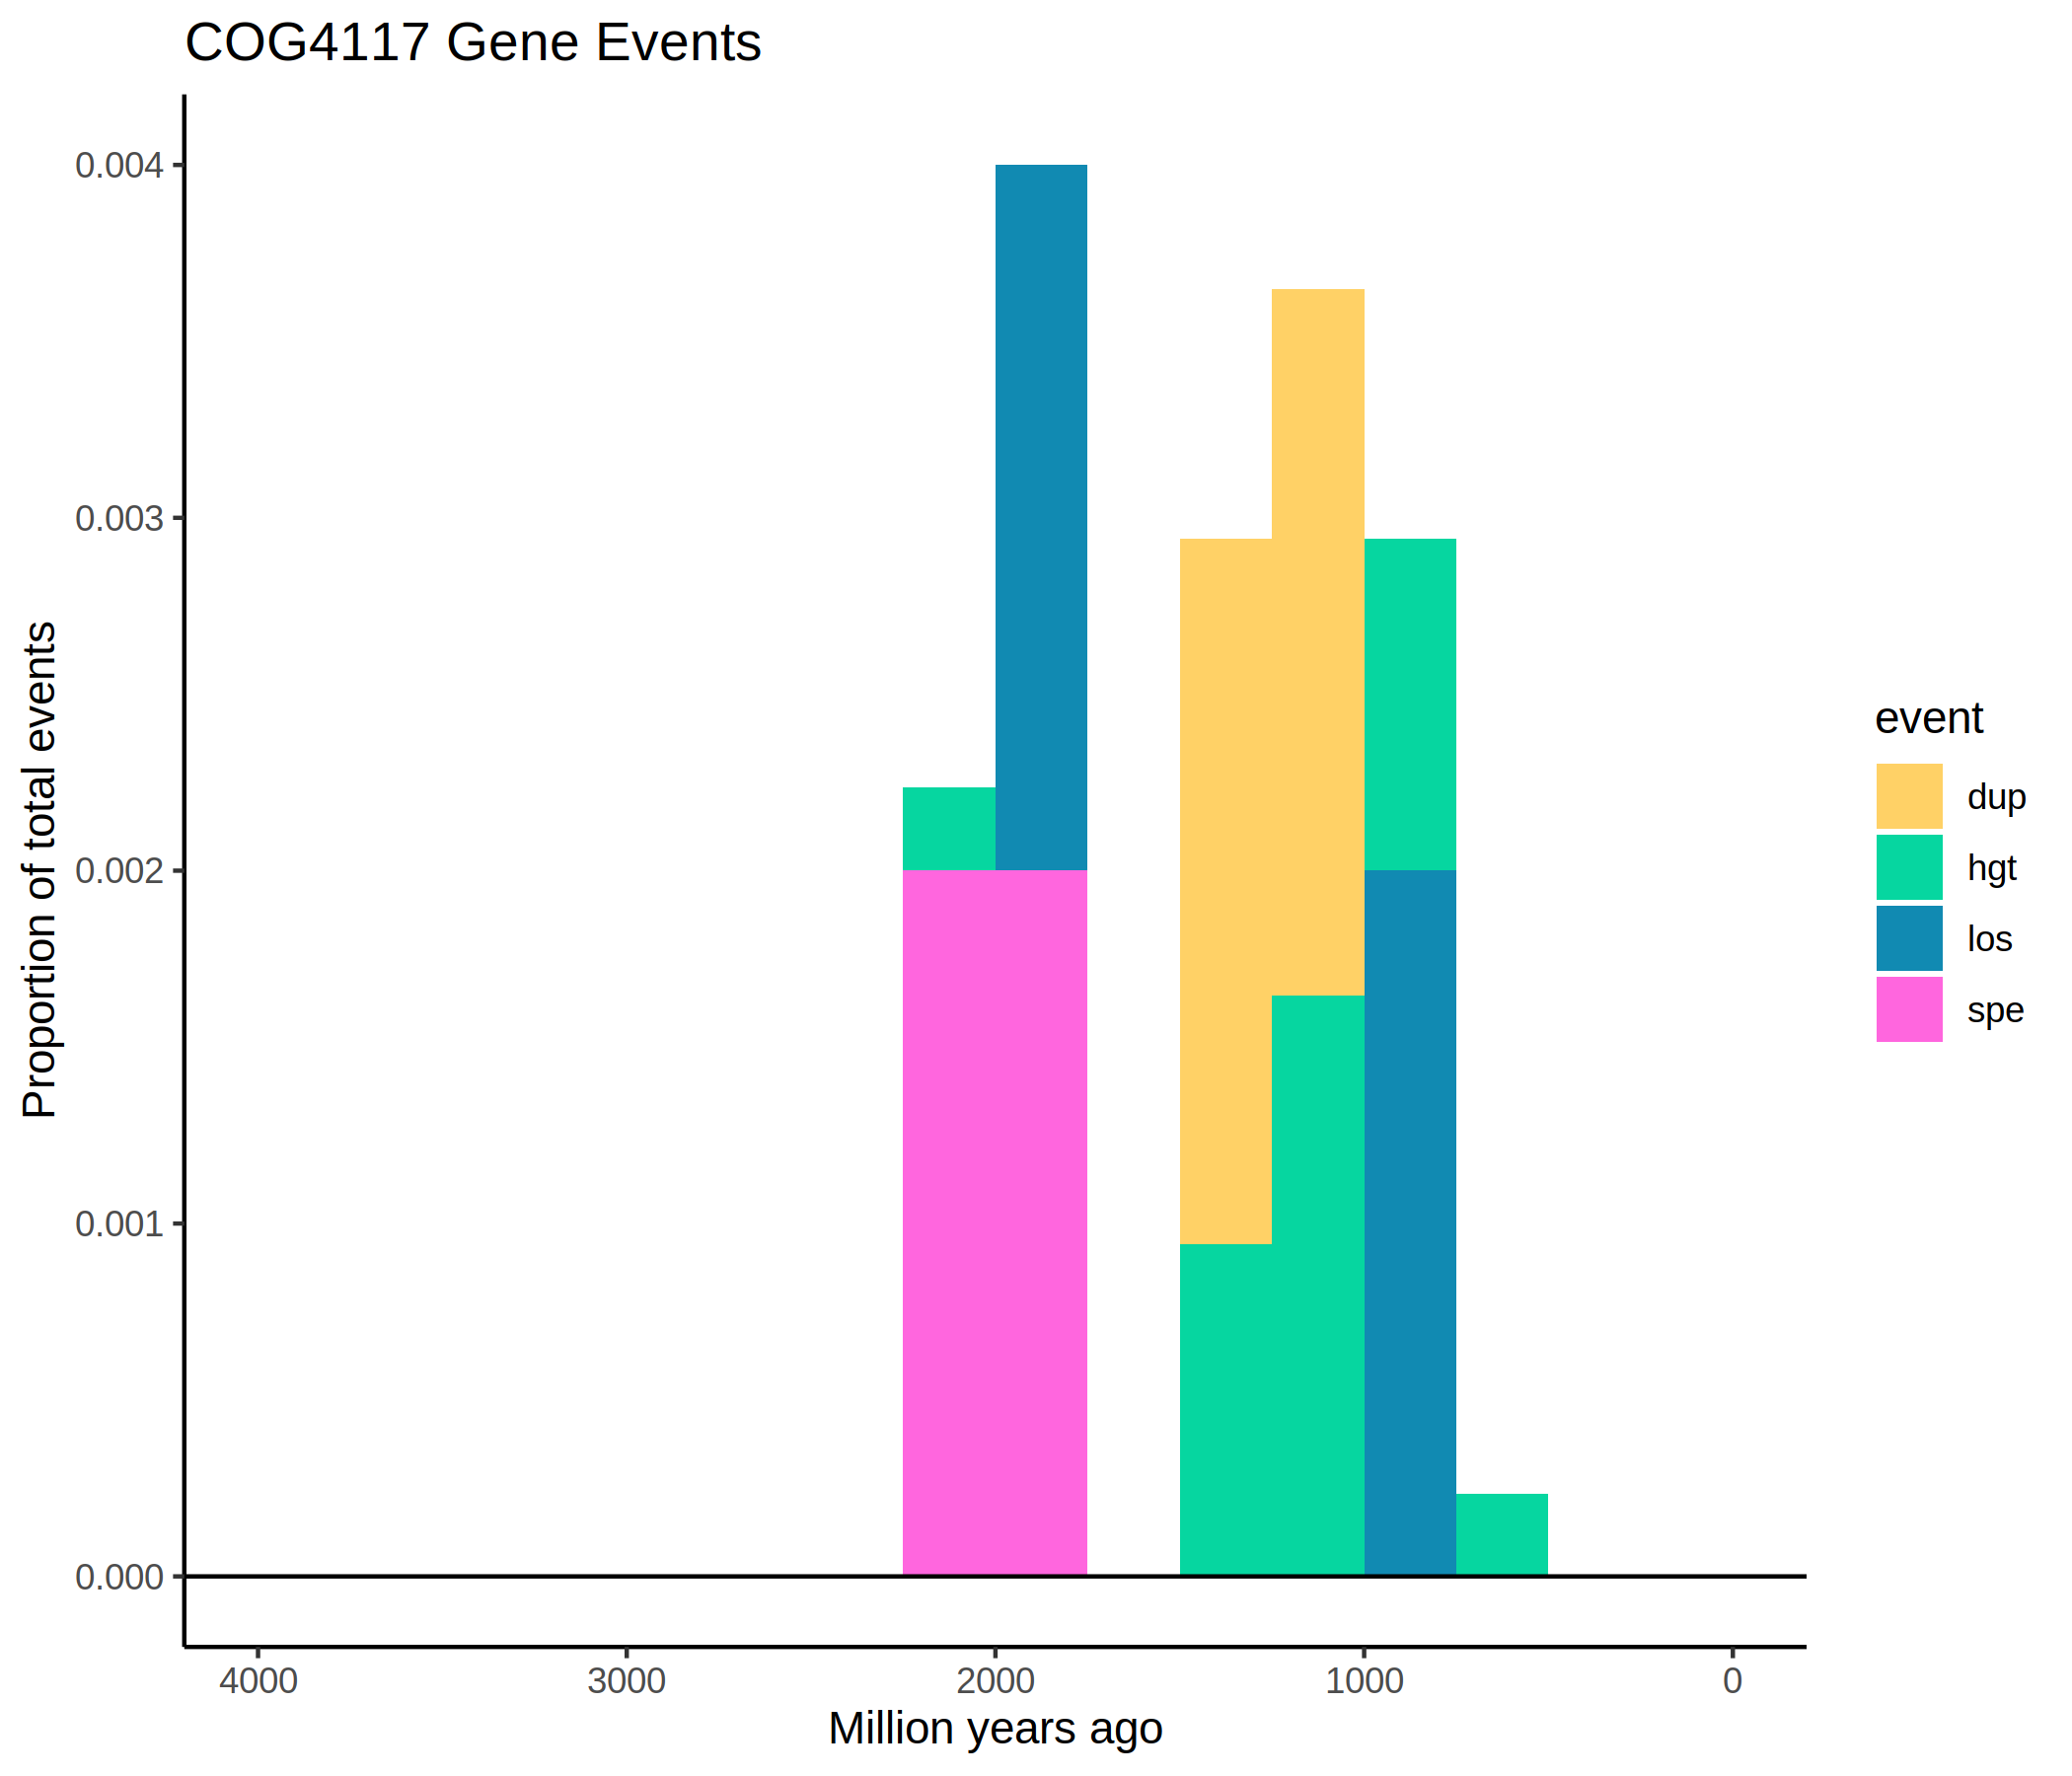 COG4117 Gene Events
Proportion of total events
0.004
0.003
0.002
0.001
0.000
4000 3000 2000 1000 0
Million years ago
event
dup
hgt
los
spe